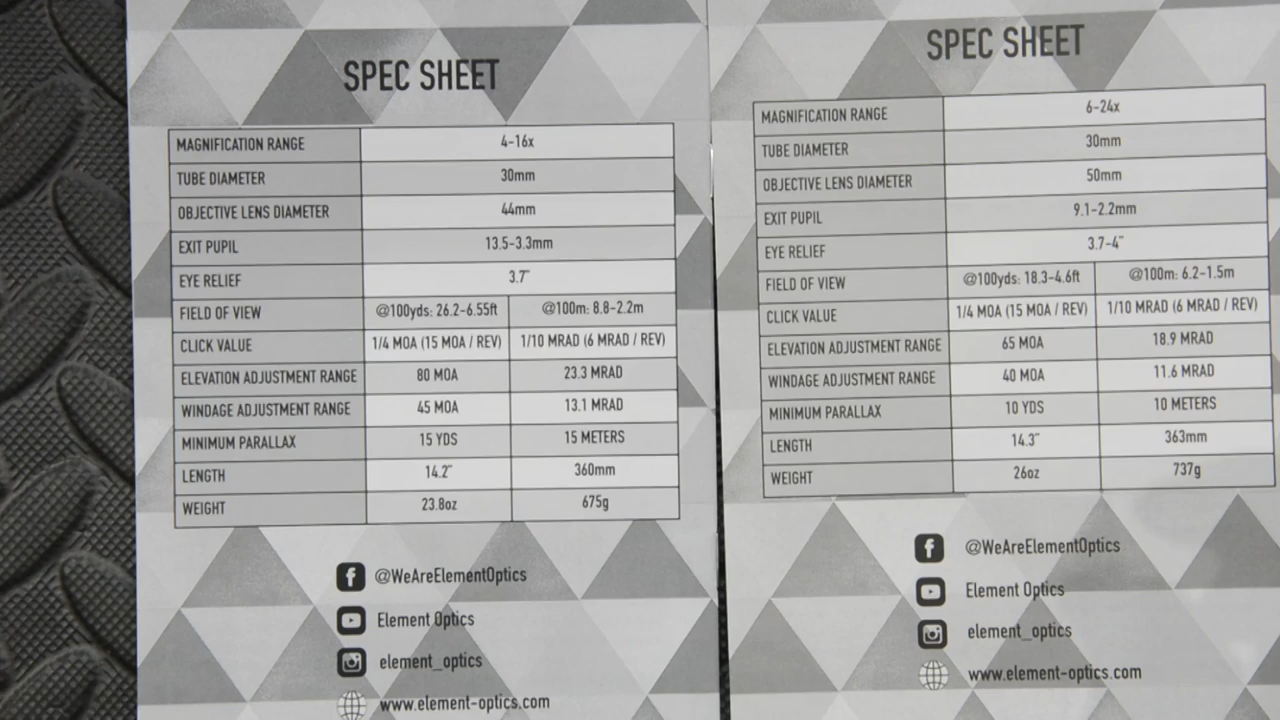 SPEC SHEET
MAGNIFICATION RANGE 4-16x
TUBE DIAMETER 30mm
OBJECTIVE LENS DIAMETER 44mm
EXIT PUPIL 13.5-3.3mm
EYE RELIEF 3.7"
FIELD OF VIEW @100yds: 26.2-6.55ft @100m: 8.8-2.2m
CLICK VALUE 1/4 MOA (15 MOA / REV) 1/10 MRAD (6 MRAD / REV)
ELEVATION ADJUSTMENT RANGE 80 MOA 23.3 MRAD
WINDAGE ADJUSTMENT RANGE 45 MOA 13.1 MRAD
MINIMUM PARALLAX 15 YDS 15 METERS
LENGTH 14.2" 360mm
WEIGHT 23.8oz 675g
@WeAreElementOptics
Element Optics
element_optics
www.element-optics.com
SPEC SHEET
MAGNIFICATION RANGE 6-24x
TUBE DIAMETER 30mm
OBJECTIVE LENS DIAMETER 50mm
EXIT PUPIL 9.1-2.2mm
EYE RELIEF 3.7-4"
FIELD OF VIEW @100yds: 18.3-4.6ft @100m: 6.2-1.5m
CLICK VALUE 1/4 MOA (15 MOA / REV) 1/10 MRAD (6 MRAD / REV)
ELEVATION ADJUSTMENT RANGE 65 MOA 18.9 MRAD
WINDAGE ADJUSTMENT RANGE 40 MOA 11.6 MRAD
MINIMUM PARALLAX 10 YDS 10 METERS
LENGTH 14.3" 363mm
WEIGHT 26oz 737g
@WeAreElementOptics
Element Optics
element_optics
www.element-optics.com